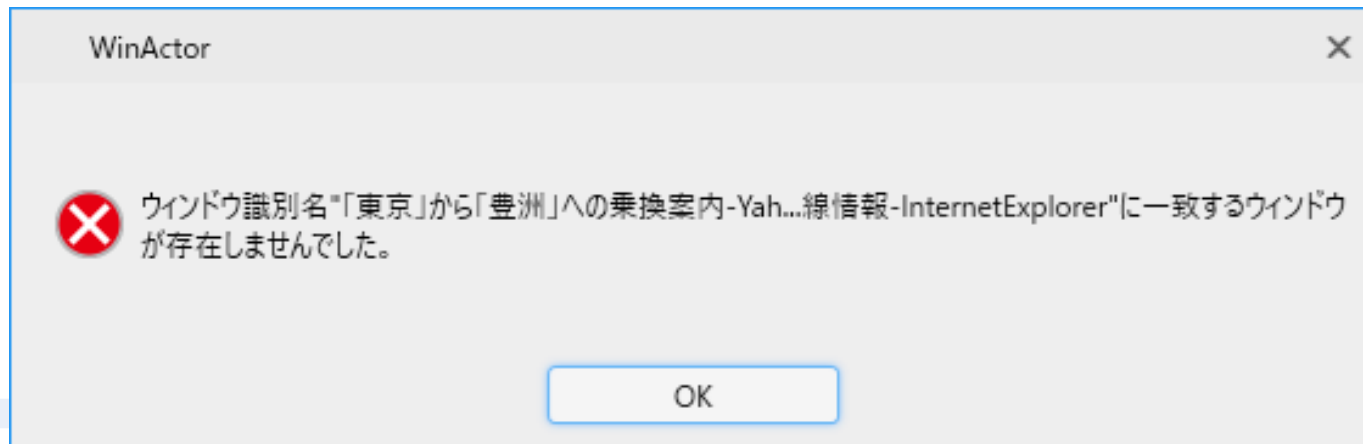 WinActor
ウィンドウ識別名"「東京」から「豊洲」への乗換案内-Yah...線情報-InternetExplorer"に一致するウィンドウ
が存在しませんでした。
OK